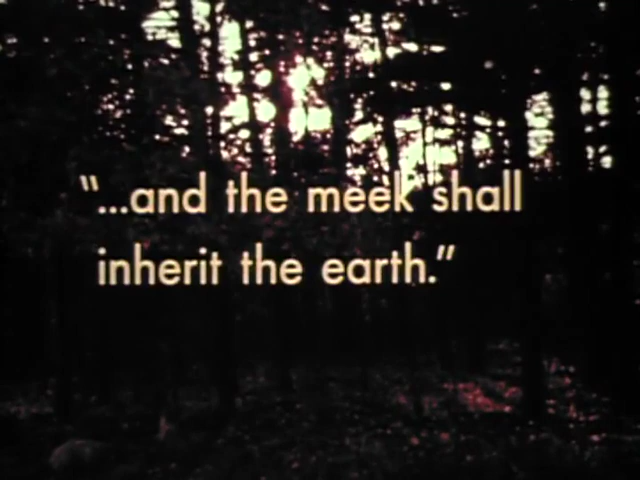 "...and the meek shall
inherit the earth."